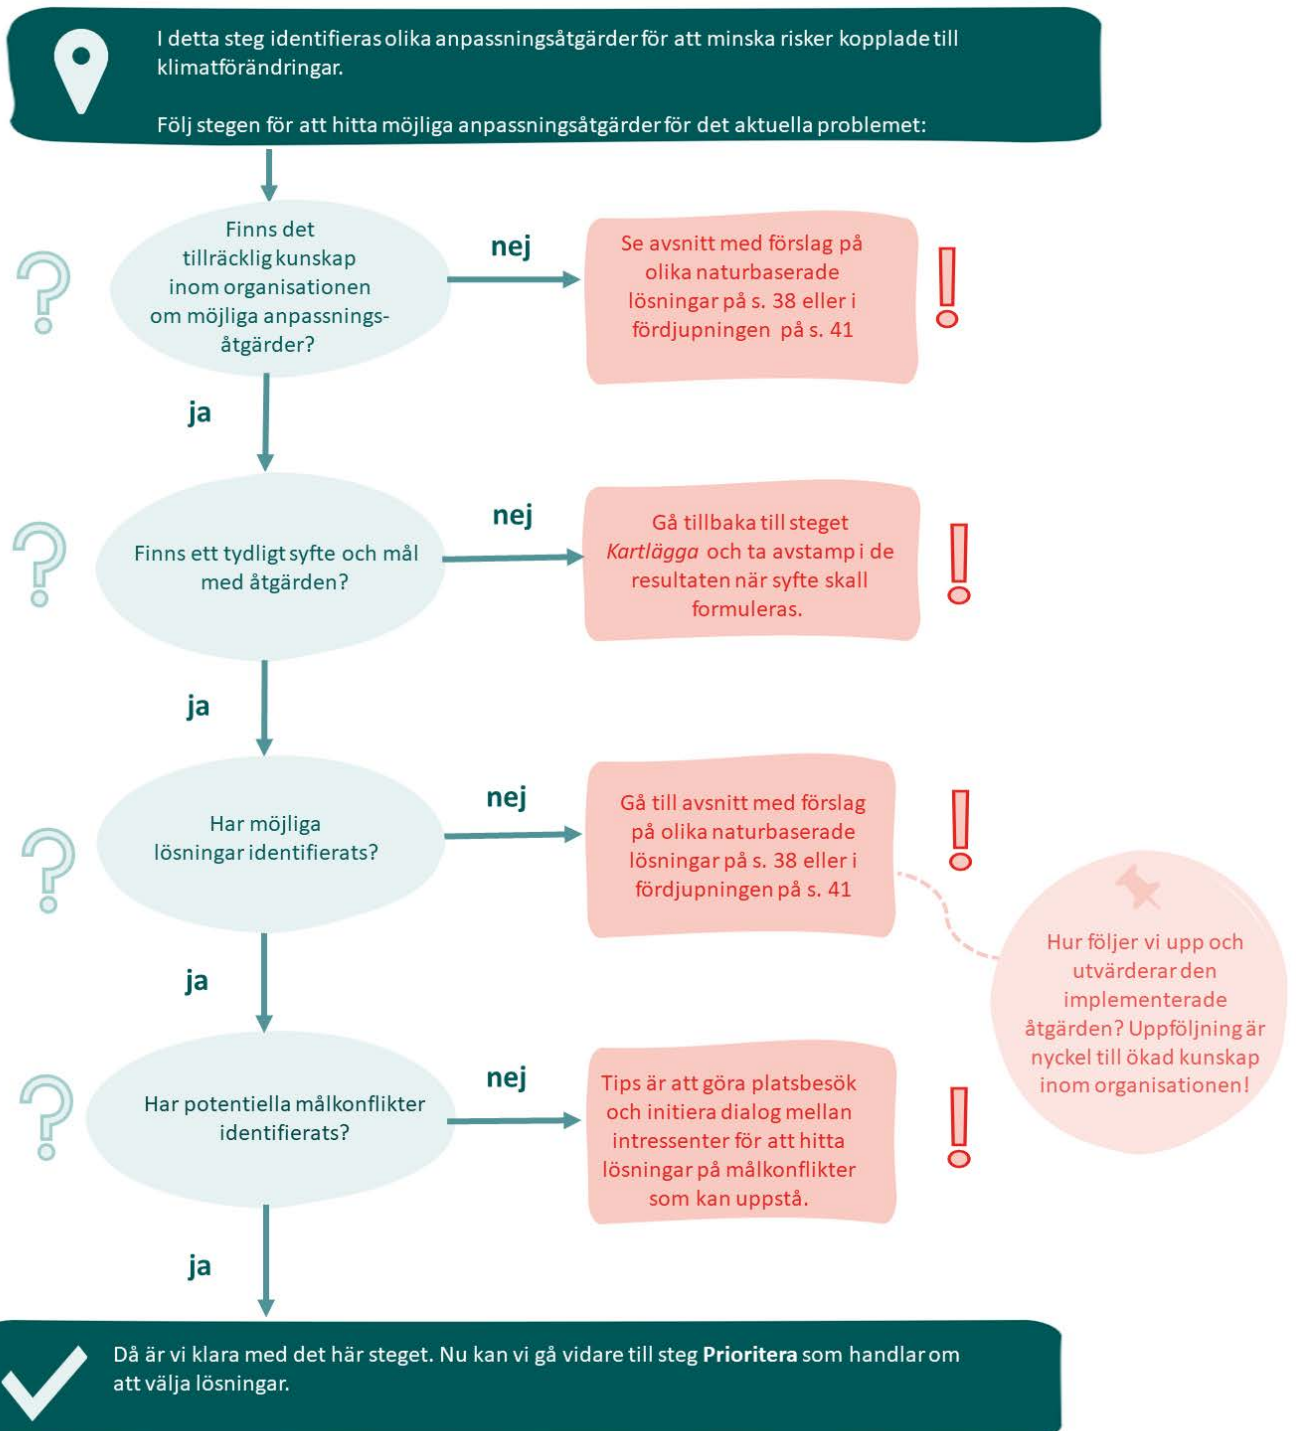 I detta steg identifieras olika anpassningsåtgärder för att minska risker kopplade till
klimatförändringar.
Följ stegen för att hitta möjliga anpassningsåtgärder för det aktuella problemet:
Finns det
tillräcklig kunskap
inom organisationen
om möjliga anpassnings-
åtgärder?
nej
Se avsnitt med förslag på
olika naturbaserade
lösningar på s. 38 eller i
fördjupningen på s. 41
ja
Finns ett tydligt syfte och mål
med åtgärden?
nej
Gå tillbaka till steget
Kartlägga och ta avstamp i de
resultaten när syfte skall
formuleras.
ja
Har möjliga
lösningar identifierats?
nej
Gå till avsnitt med förslag
på olika naturbaserade
lösningar på s. 38 eller i
fördjupningen på s. 41
Hur följer vi upp och
utvärderar den
implementerade
åtgärden? Uppföljning är
nyckel till ökad kunskap
inom organisationen!
ja
Har potentiella målkonflikter
identifierats?
nej
Tips är att göra platsbesök
och initiera dialog mellan
intressenter för att hitta
lösningar på målkonflikter
som kan uppstå.
ja
Då är vi klara med det här steget. Nu kan vi gå vidare till steg Prioritera som handlar om
att välja lösningar.